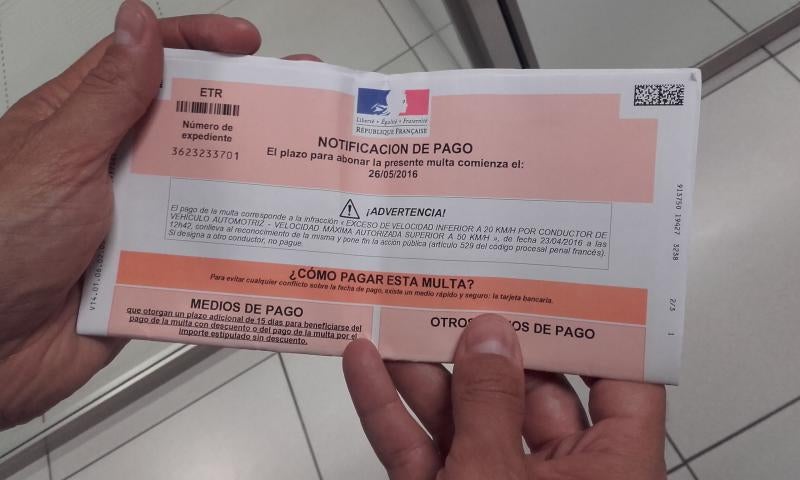 ETR
Número de
expediente
3623233701
Liberté • Égalité • Fraternité
RÉPUBLIQUE FRANÇAISE
NOTIFICACION DE PAGO
El plazo para abonar la presente multa comienza el:
26/05/2016
¡ADVERTENCIA!
El pago de la multa corresponde a la infracción « EXCESO DE VELOCIDAD INFERIOR A 20 KM/H POR CONDUCTOR DE
VEHÍCULO AUTOMOTRIZ - VELOCIDAD MÁXIMA AUTORIZADA SUPERIOR A 50 KM/H », de fecha 23/04/2016 a las
12h42, conlleva al reconocimiento de la misma y pone fin la acción pública (artículo 529 del código procesal penal francés).
Si designa a otro conductor, no pague.
¿CÓMO PAGAR ESTA MULTA?
Para evitar cualquier conflicto sobre la fecha de pago, existe un medio rápido y seguro: la tarjeta bancaria.
MEDIOS DE PAGO
que otorgan un plazo adicional de 15 días para beneficiarse del
pago de la multa con descuento o del pago de la multa por el
importe estipulado sin descuento.
OTROS DE PAGO
913750 19427 3238 2/3 1